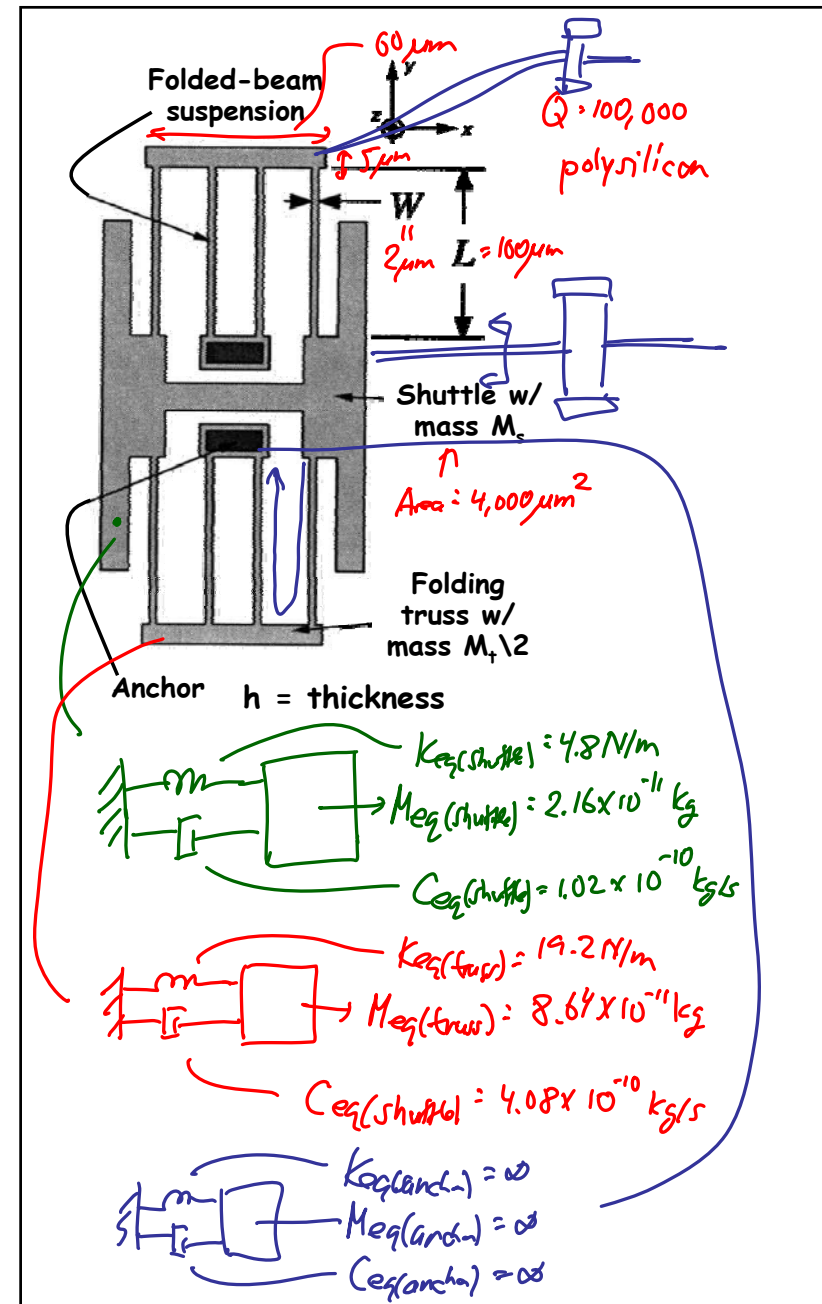 60 μm
y
Folded-beam
suspension
z
x
Q = 100,000
polysilicon
5 μm
W
"
2 μm
L = 100 μm
Shuttle w/
mass Ms
Area = 4,000 μm²
Folding
truss w/
mass Mt\2
Anchor
h = thickness
Keq(shuttle) = 4.8 N/m
Meq(shuttle) = 2.16 x 10⁻¹¹ kg
Ceq(shuttle) = 1.02 x 10⁻¹⁰ kg/s
Keq(truss) = 19.2 N/m
Meq(truss) = 8.64 x 10⁻¹¹ kg
Ceq(shuttle) = 4.08 x 10⁻¹⁰ kg/s
Keq(anchor) = ∞
Meq(anchor) = ∞
Ceq(anchor) = ∞